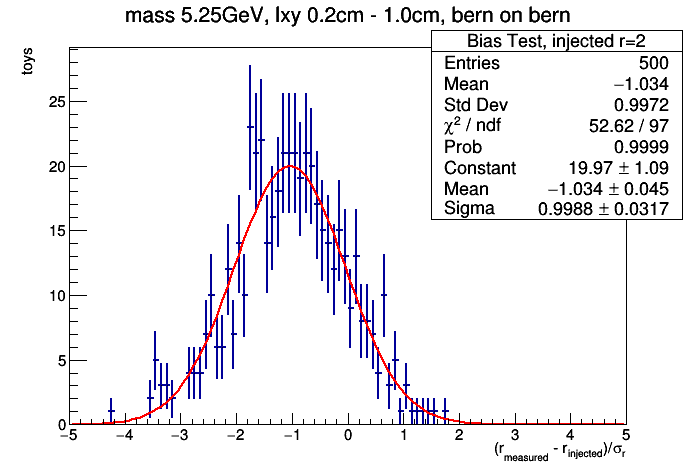 mass 5.25GeV, lxy 0.2cm - 1.0cm, bern on bern
Bias Test, injected r=2
Entries 500
Mean −1.034
Std Dev 0.9972
χ² / ndf 52.62 / 97
Prob 0.9999
Constant 19.97 ± 1.09
Mean −1.034 ± 0.045
Sigma 0.9988 ± 0.0317
toys
25
20
15
10
5
0
−5 −4 −3 −2 −1 0 1 2 3 4 5
(r_measured - r_injected)/σ_r